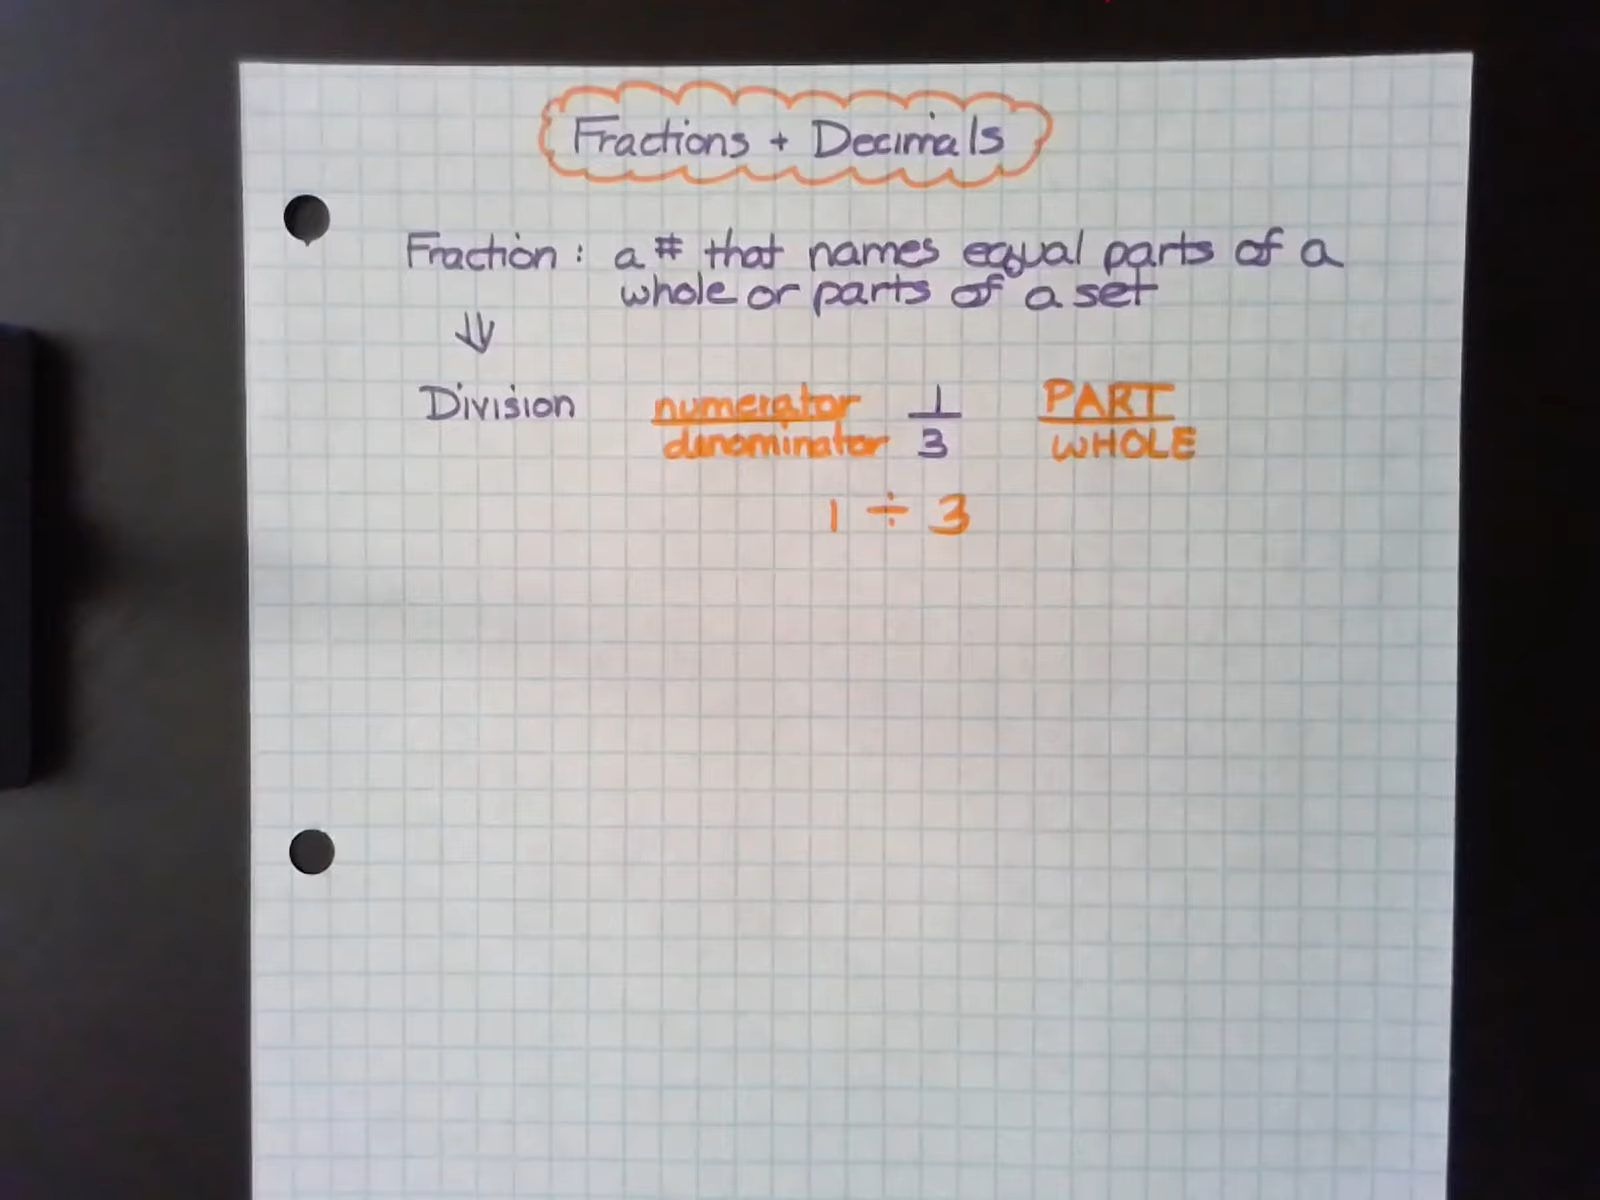 Fractions + Decimals
Fraction: a # that names equal parts of a
whole or parts of a set
⇓
Division numerator 1 PART
denominator 3 WHOLE
1 ÷ 3